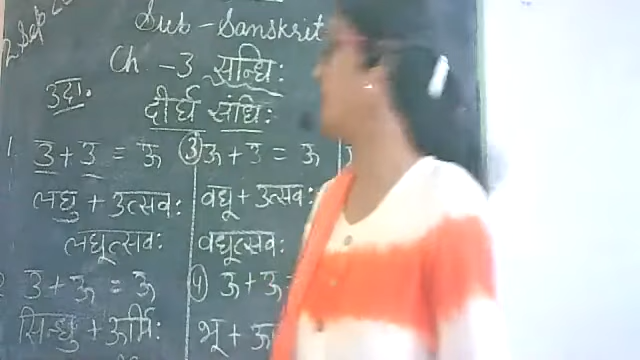 2 Sep
Sub - Sanskrit
Ch - 3 सन्धिः
उदा.
दीर्घ संधिः
1 उ + उ = ऊ
लघु + उत्सवः
लघूत्सवः
उ + ऊ = ऊ
सिन्धु + ऊर्मिः
③ ऊ + उ = ऊ
वधू + उत्सवः
वधूत्सवः
ऊ + ऊ
भू + ऊ